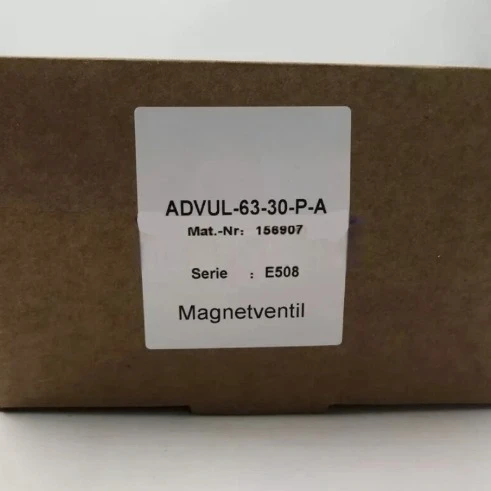 ADVUL-63-30-P-A
Mat.-Nr: 156907
Serie : E508
Magnetventil